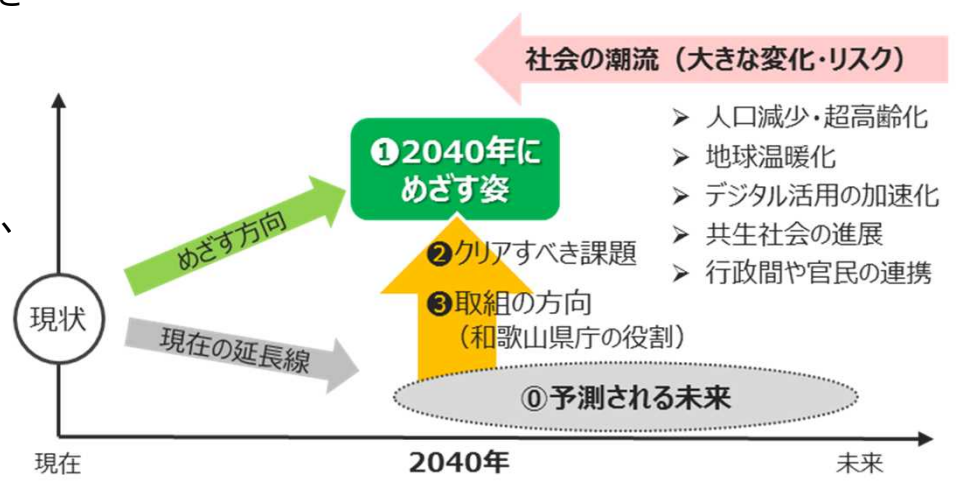 社会の潮流（大きな変化・リスク）
➢ 人口減少・超高齢化
➢ 地球温暖化
➢ デジタル活用の加速化
➢ 共生社会の進展
➢ 行政間や官民の連携
❶2040年に
めざす姿
めざす方向
❷クリアすべき課題
❸取組の方向
（和歌山県庁の役割）
現状
現在の延長線
⓪予測される未来
現在
2040年
未来
、